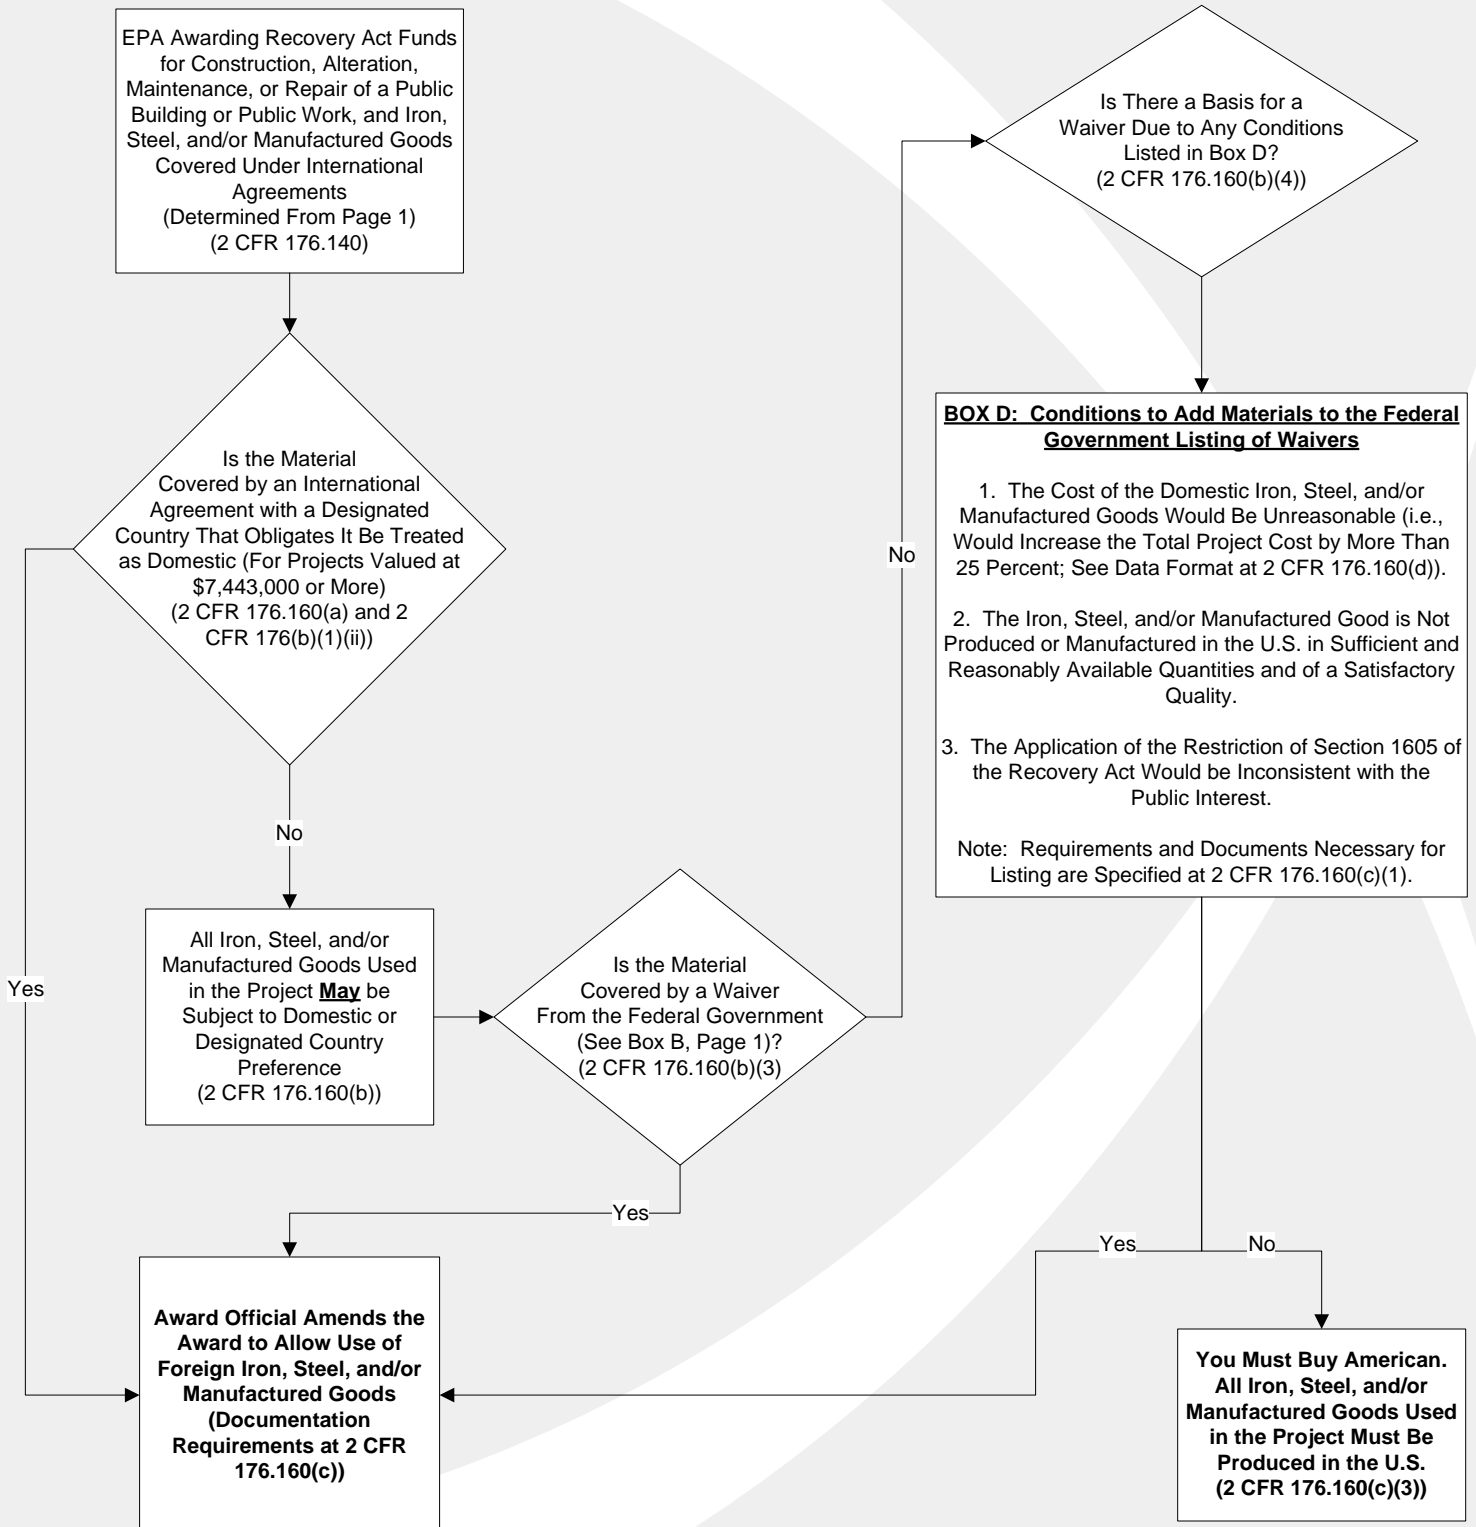 EPA Awarding Recovery Act Funds
for Construction, Alteration,
Maintenance, or Repair of a Public
Building or Public Work, and Iron,
Steel, and/or Manufactured Goods
Covered Under International
Agreements
(Determined From Page 1)
(2 CFR 176.140)
Is the Material
Covered by an International
Agreement with a Designated
Country That Obligates It Be Treated
as Domestic (For Projects Valued at
$7,443,000 or More)
(2 CFR 176.160(a) and 2
CFR 176(b)(1)(ii))
Yes
No
All Iron, Steel, and/or
Manufactured Goods Used
in the Project May be
Subject to Domestic or
Designated Country
Preference
(2 CFR 176.160(b))
Is the Material
Covered by a Waiver
From the Federal Government
(See Box B, Page 1)?
(2 CFR 176.160(b)(3)
Yes
No
Award Official Amends the
Award to Allow Use of
Foreign Iron, Steel, and/or
Manufactured Goods
(Documentation
Requirements at 2 CFR
176.160(c))
Is There a Basis for a
Waiver Due to Any Conditions
Listed in Box D?
(2 CFR 176.160(b)(4))
BOX D: Conditions to Add Materials to the Federal
Government Listing of Waivers
1. The Cost of the Domestic Iron, Steel, and/or
Manufactured Goods Would Be Unreasonable (i.e.,
Would Increase the Total Project Cost by More Than
25 Percent; See Data Format at 2 CFR 176.160(d)).
2. The Iron, Steel, and/or Manufactured Good is Not
Produced or Manufactured in the U.S. in Sufficient and
Reasonably Available Quantities and of a Satisfactory
Quality.
3. The Application of the Restriction of Section 1605 of
the Recovery Act Would be Inconsistent with the
Public Interest.
Note: Requirements and Documents Necessary for
Listing are Specified at 2 CFR 176.160(c)(1).
Yes
No
You Must Buy American.
All Iron, Steel, and/or
Manufactured Goods Used
in the Project Must Be
Produced in the U.S.
(2 CFR 176.160(c)(3))